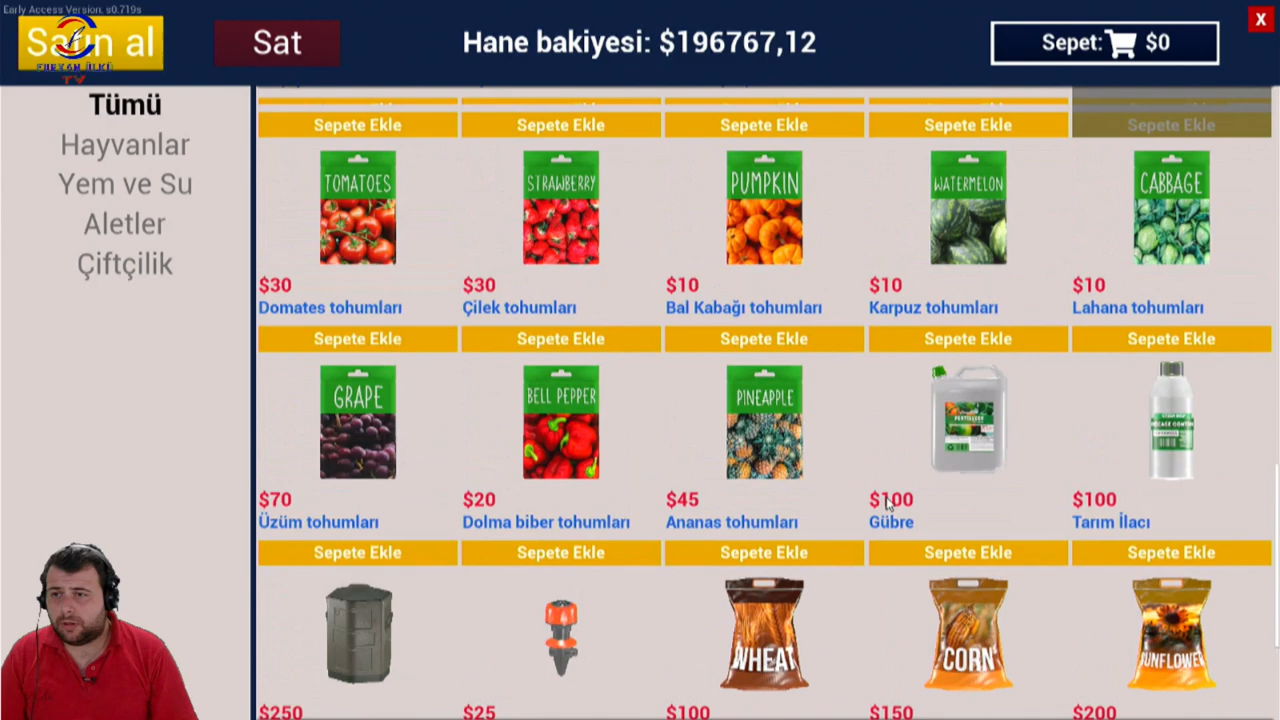 Early Access Version: s0.719s
Satın al
Sat
Hane bakiyesi: $196767,12
Sepet: $0
X
FURKAN ÜLKÜ
TV
Tümü
Hayvanlar
Yem ve Su
Aletler
Çiftçilik
Sepete Ekle Sepete Ekle Sepete Ekle Sepete Ekle Sepete Ekle
TOMATOES STRAWBERRY PUMPKIN WATERMELON CABBAGE
$30 $30 $10 $10 $10
Domates tohumları Çilek tohumları Bal Kabağı tohumları Karpuz tohumları Lahana tohumları
Sepete Ekle Sepete Ekle Sepete Ekle Sepete Ekle Sepete Ekle
GRAPE BELL PEPPER PINEAPPLE FERTILIZER
$70 $20 $45 $100 $100
Üzüm tohumları Dolma biber tohumları Ananas tohumları Gübre Tarım İlacı
Sepete Ekle Sepete Ekle Sepete Ekle Sepete Ekle Sepete Ekle
WHEAT CORN SUNFLOWER
$250 $25 $100 $150 $200